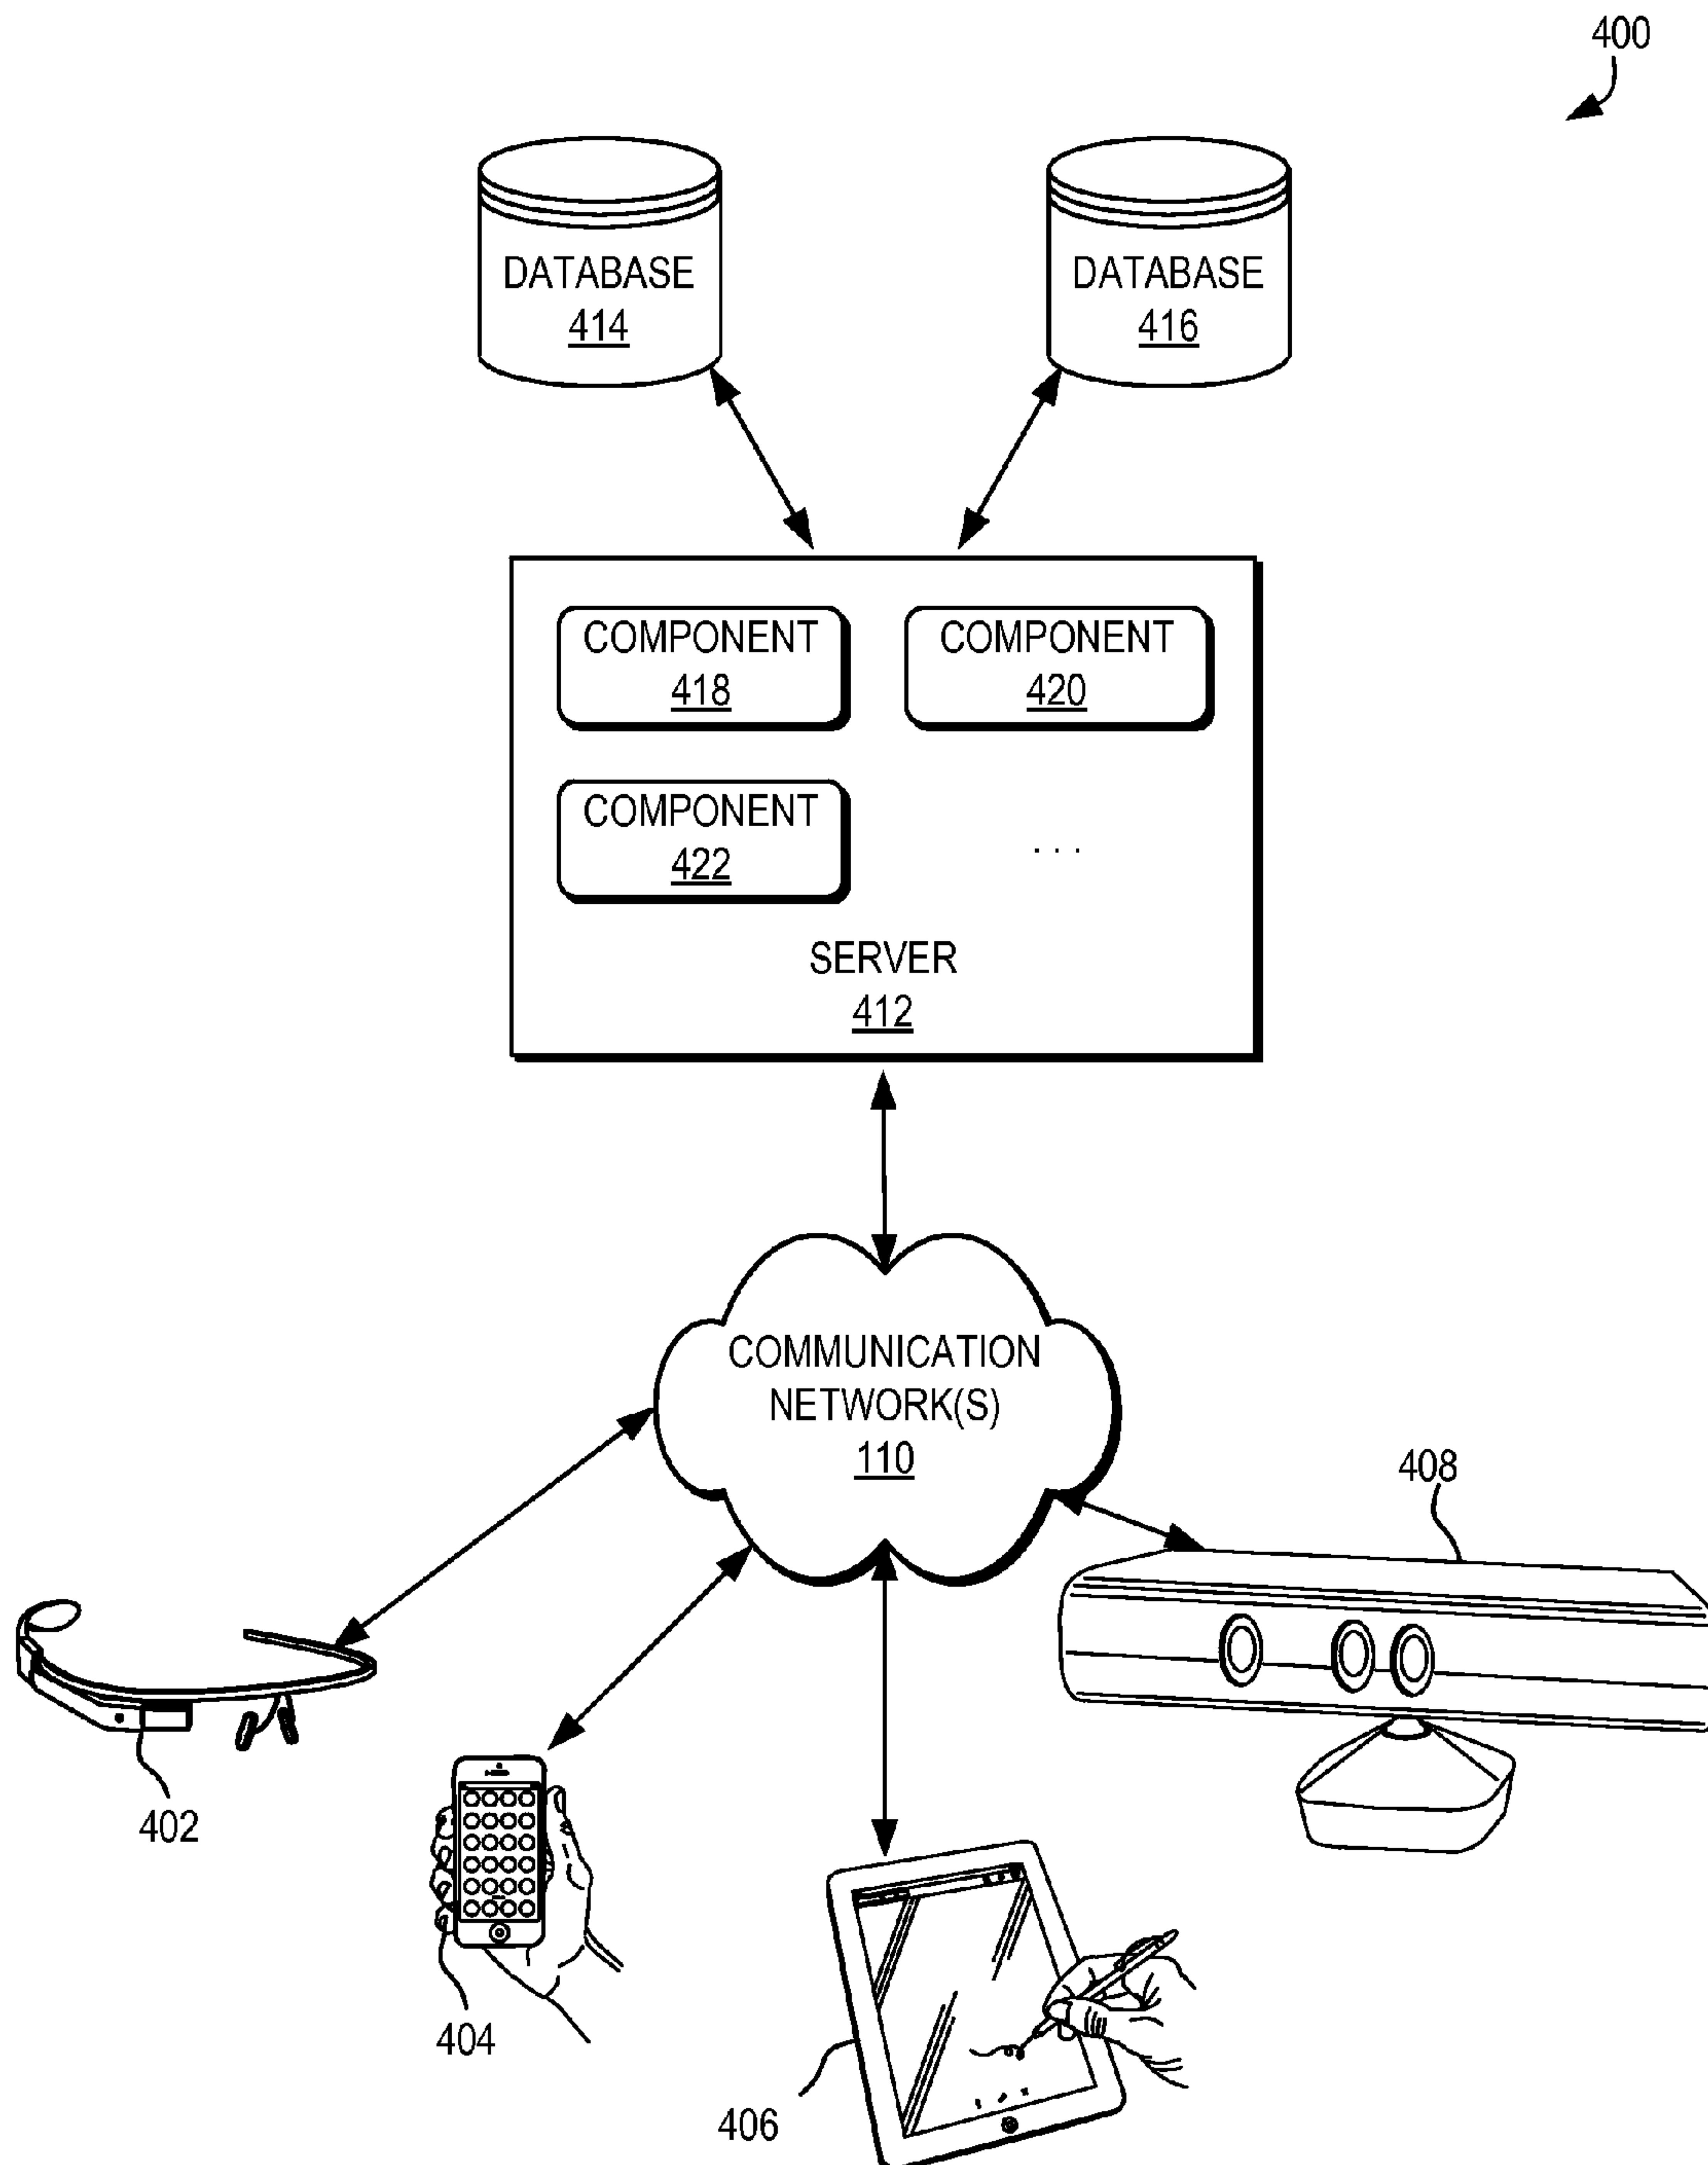 400
DATABASE
414
DATABASE
416
COMPONENT
418
COMPONENT
420
COMPONENT
422
. . .
SERVER
412
COMMUNICATION
NETWORK(S)
110
408
402
404
406